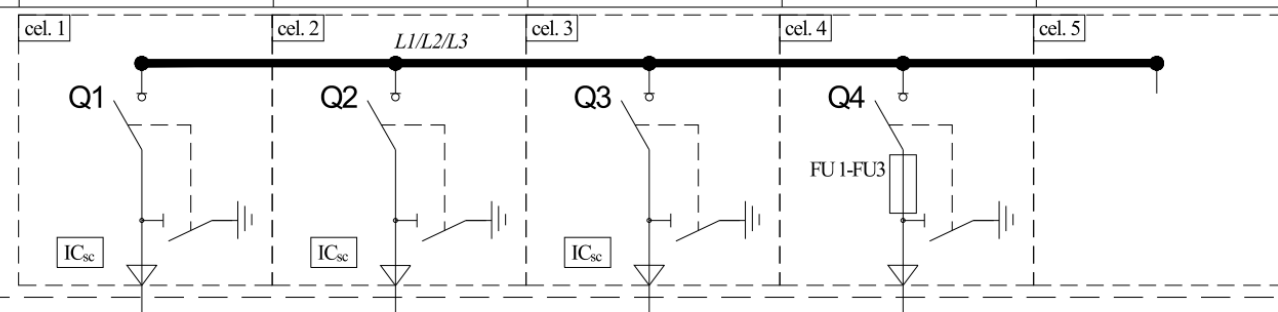 cel. 1
cel. 2
cel. 3
cel. 4
cel. 5
L1/L2/L3
Q1
Q2
Q3
Q4
FU 1-FU3
ICsc
ICsc
ICsc